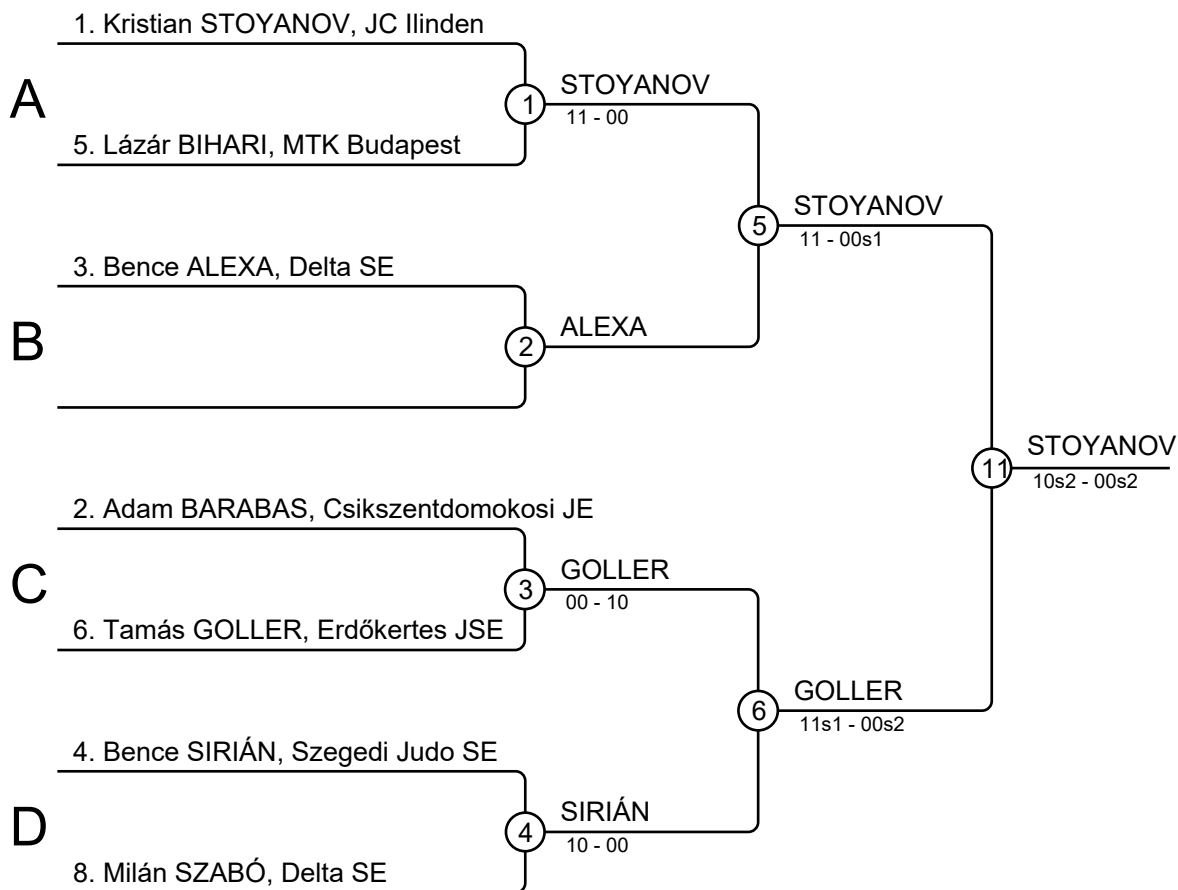 1. Kristian STOYANOV, JC Ilinden
A
1
STOYANOV
11 - 00
5. Lázár BIHARI, MTK Budapest
5
STOYANOV
11 - 00s1
3. Bence ALEXA, Delta SE
B
2
ALEXA
11
STOYANOV
10s2 - 00s2
2. Adam BARABAS, Csikszentdomokosi JE
C
3
GOLLER
00 - 10
6. Tamás GOLLER, Erdőkertes JSE
6
GOLLER
11s1 - 00s2
4. Bence SIRIÁN, Szegedi Judo SE
D
4
SIRIÁN
10 - 00
8. Milán SZABÓ, Delta SE